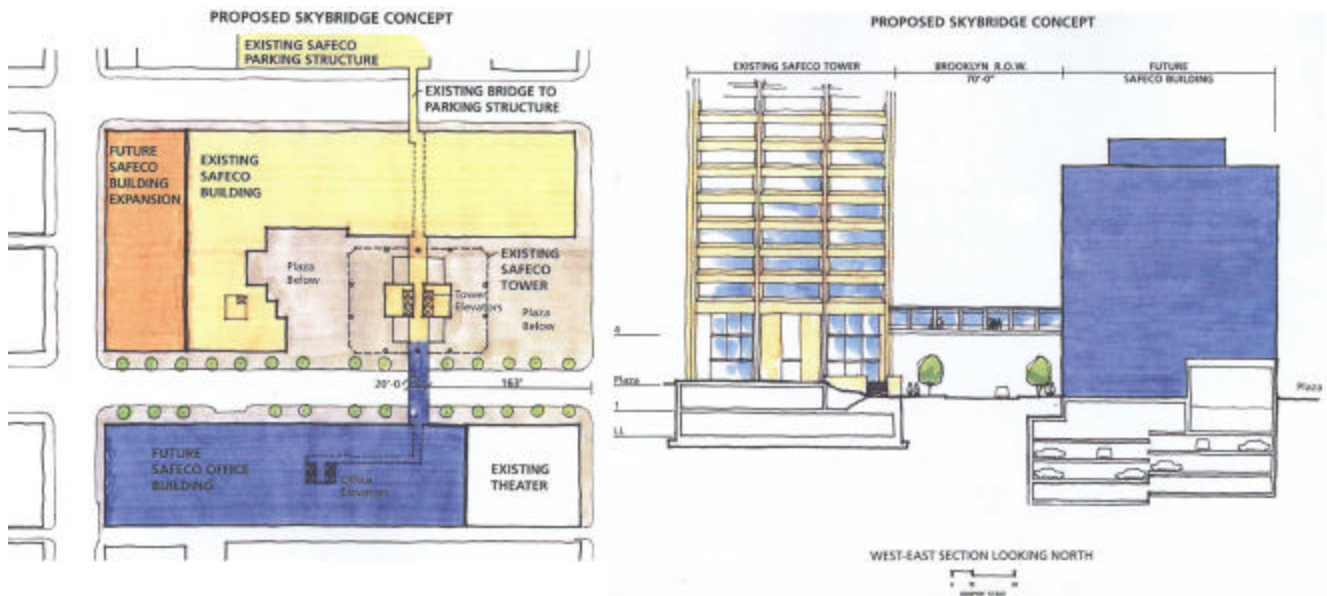 PROPOSED SKYBRIDGE CONCEPT
EXISTING SAFECO
PARKING STRUCTURE
EXISTING BRIDGE TO
PARKING STRUCTURE
FUTURE
SAFECO
BUILDING
EXPANSION
EXISTING
SAFECO
BUILDING
Plaza
Below
EXISTING
SAFECO
TOWER
Tower
Elevators
Plaza
Below
20'-0
163'
FUTURE
SAFECO OFFICE
BUILDING
Office
Elevators
EXISTING
THEATER
PROPOSED SKYBRIDGE CONCEPT
EXISTING SAFECO TOWER
BROOKLYN R.O.W.
70'-0"
FUTURE
SAFECO BUILDING
4
Plaza
1
LL
Plaza
WEST-EAST SECTION LOOKING NORTH